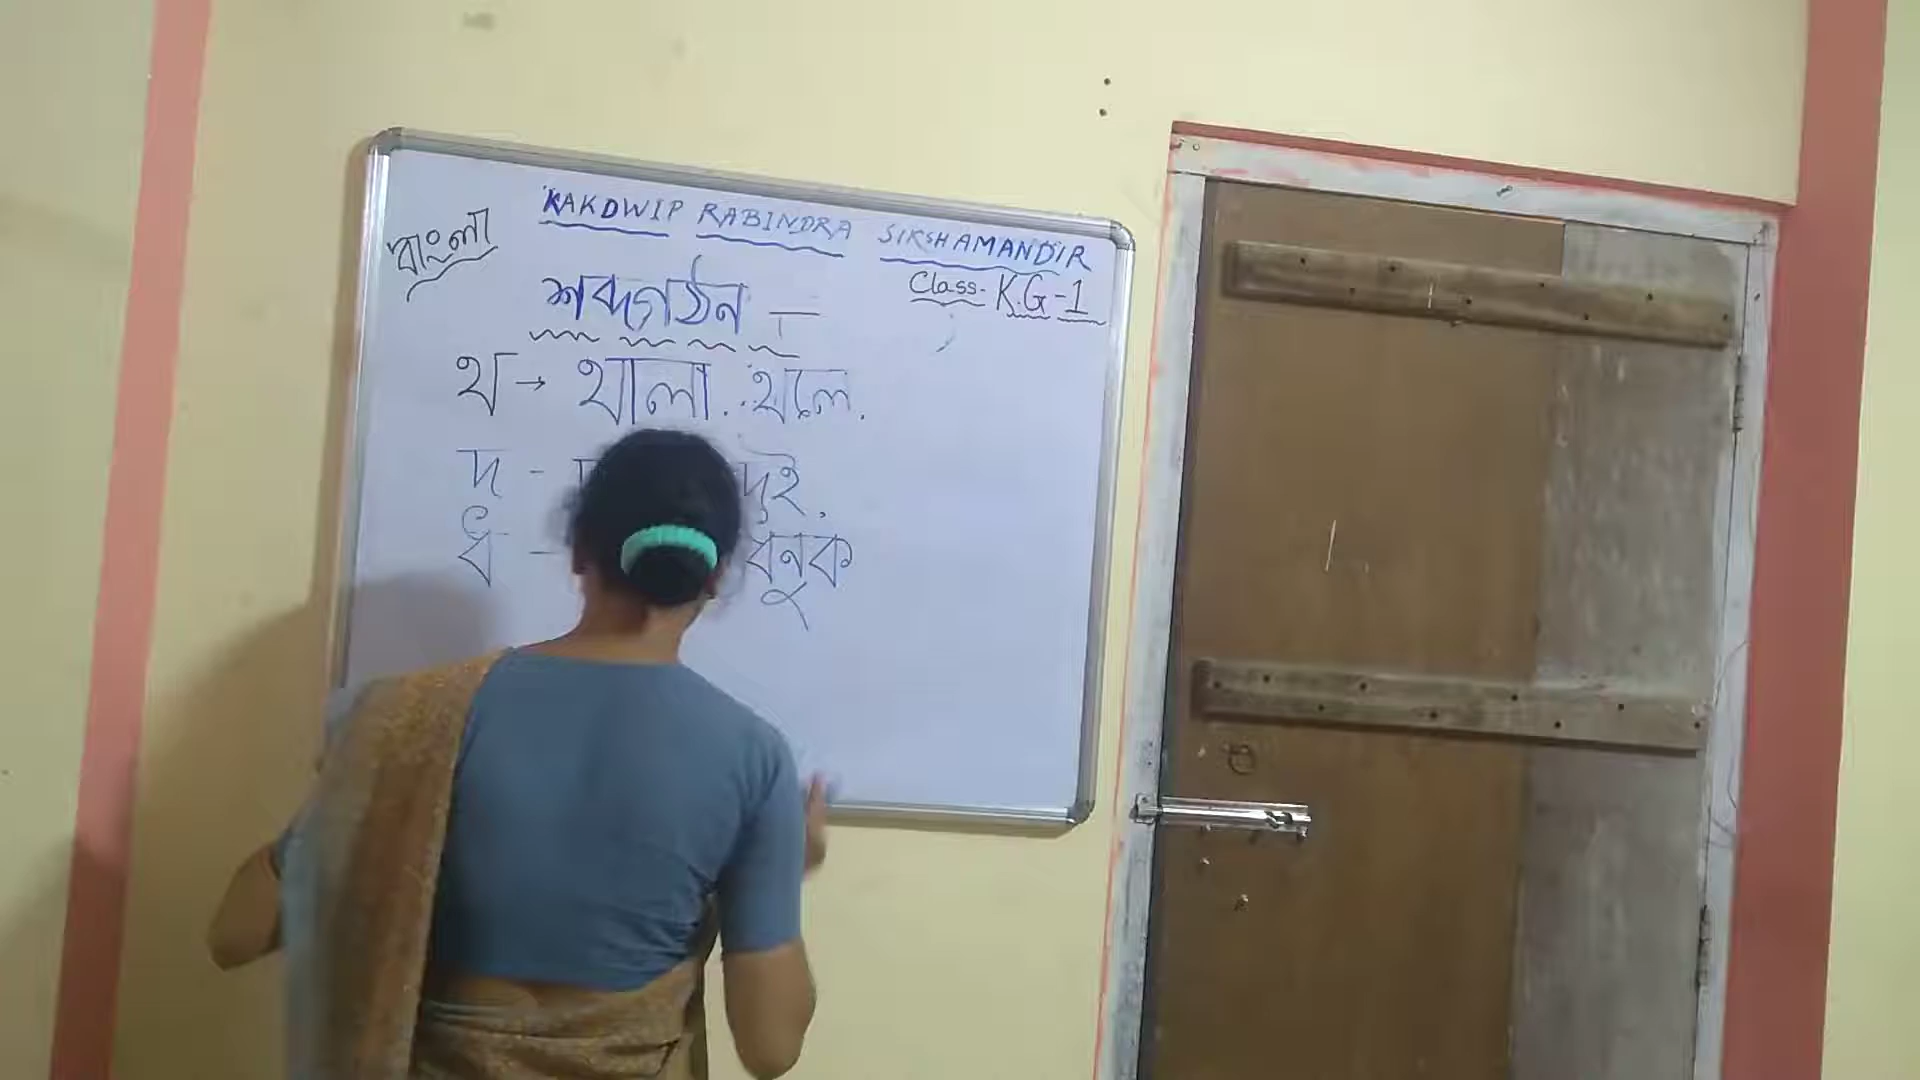 KAKDWIP RABINDRA SIKSHAMANDIR
বাংলা
Class- K.G-1
শব্দগঠন -
থ → থালা. থলে.
দ - দুই.
ধ - ধনুক